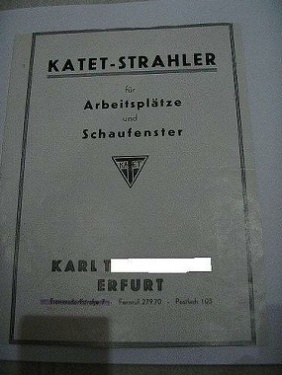 KATET-STRAHLER
für
Arbeitsplätze
und
Schaufenster
KARL T
ERFURT
Fernruf 27970 - Postfach 105